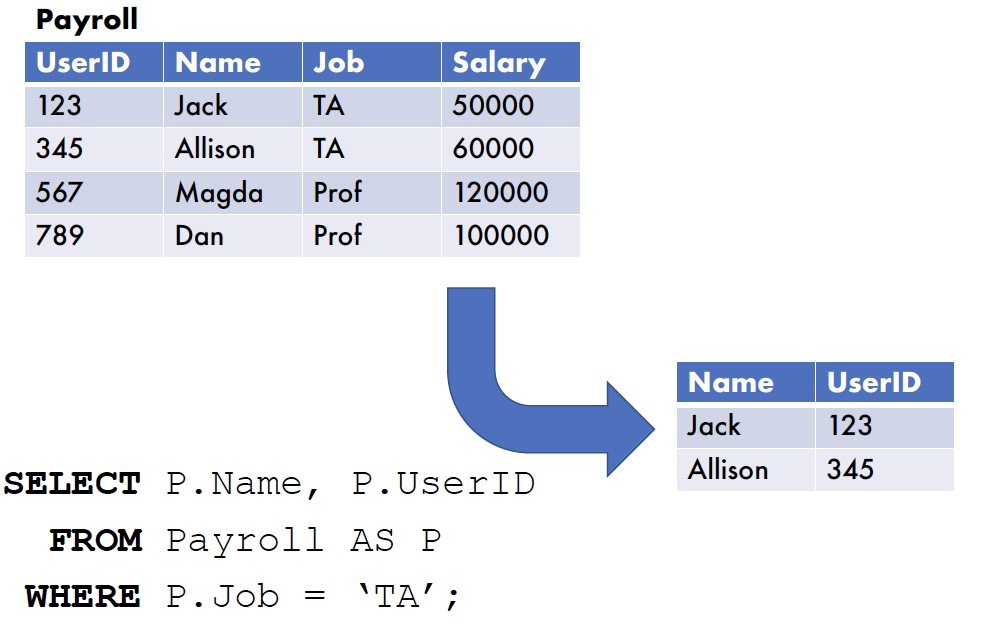 Payroll
UserID Name Job Salary
123 Jack TA 50000
345 Allison TA 60000
567 Magda Prof 120000
789 Dan Prof 100000
Name UserID
Jack 123
Allison 345
SELECT P.Name, P.UserID
FROM Payroll AS P
WHERE P.Job = ‘TA’;